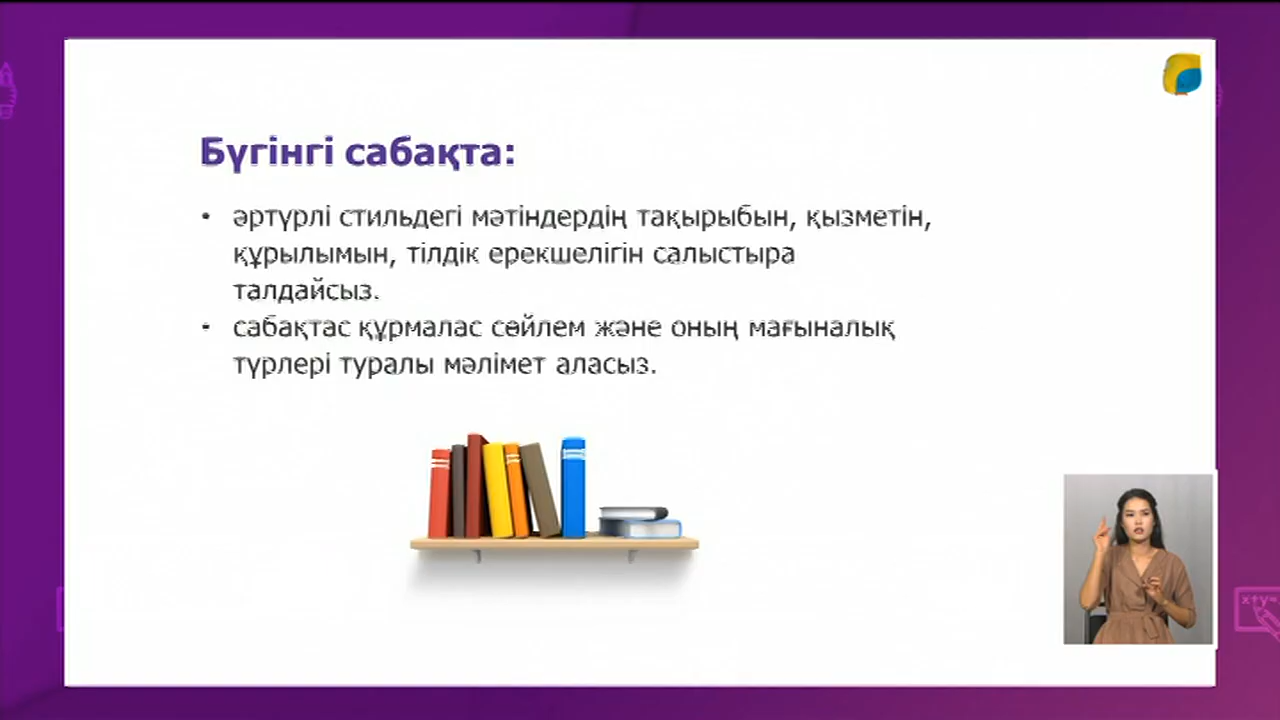 Бүгінгі сабақта:
• әртүрлі стильдегі мәтіндердің тақырыбын, қызметін,
құрылымын, тілдік ерекшелігін салыстыра
талдайсыз.
• сабақтас құрмалас сөйлем және оның мағыналық
түрлері туралы мәлімет аласыз.
x+y=